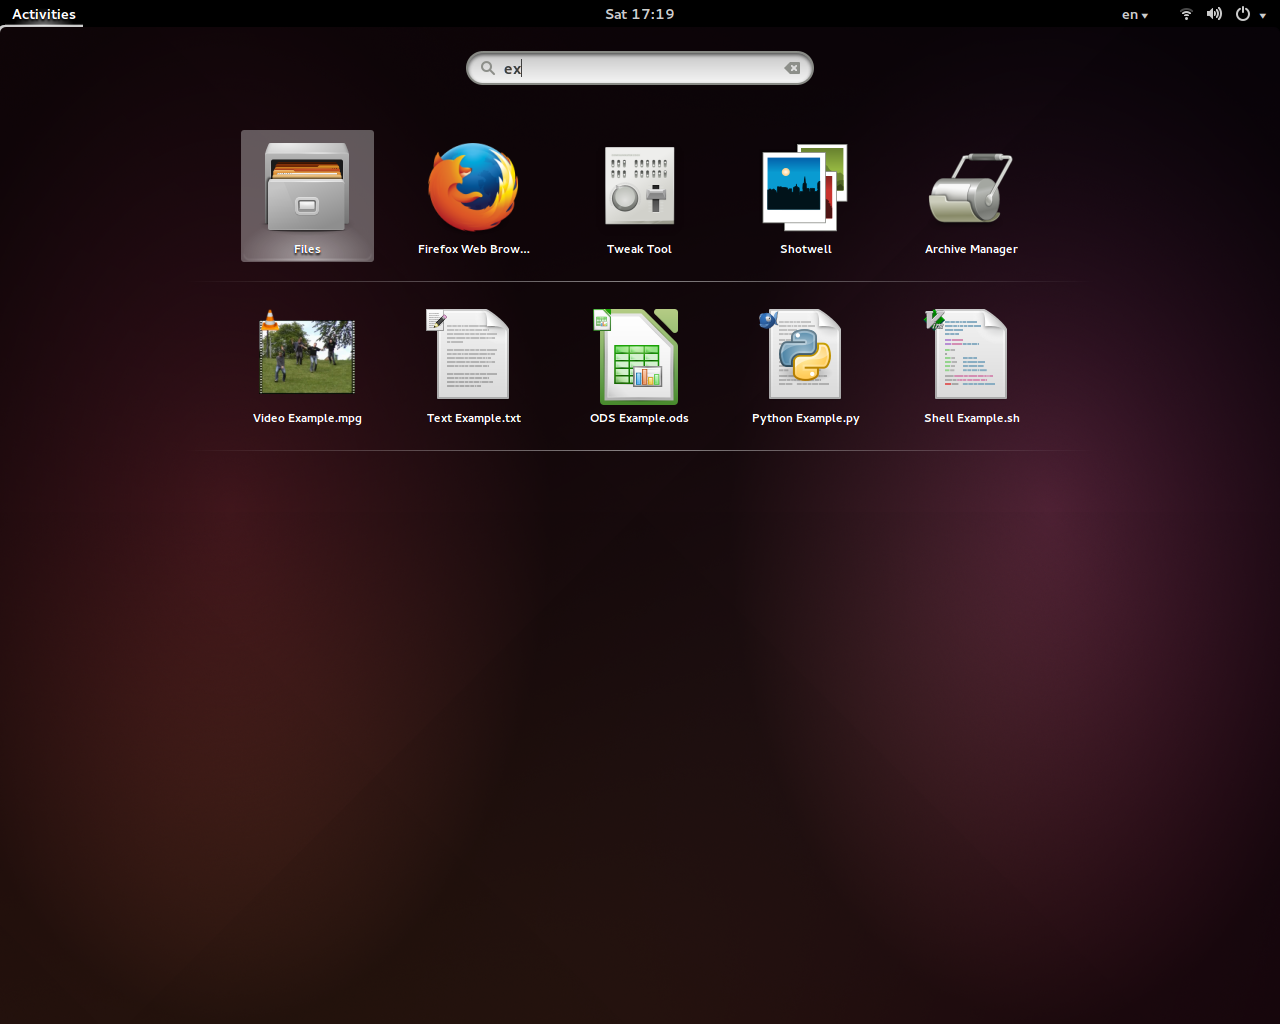 Activities
Sat 17:19
en
ex
Files
Firefox Web Brow...
Tweak Tool
Shotwell
Archive Manager
Video Example.mpg
Text Example.txt
ODS Example.ods
Python Example.py
Shell Example.sh